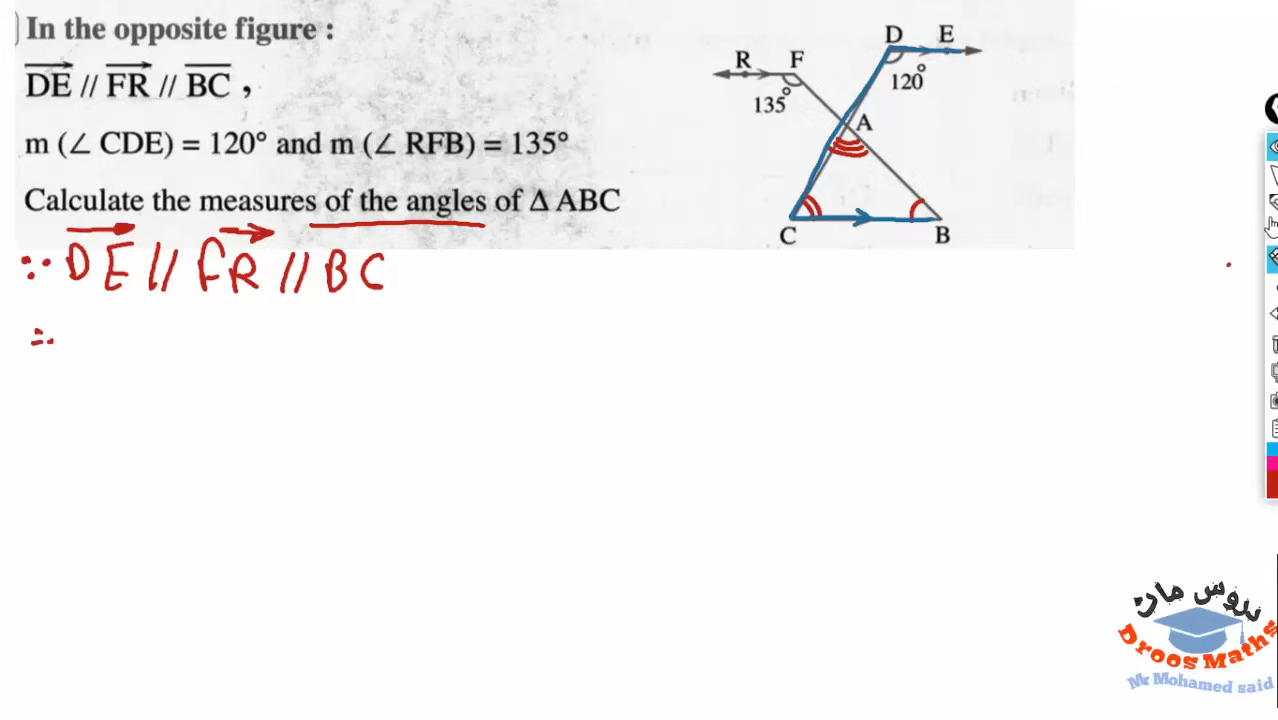 In the opposite figure :
DE // FR // BC ,
m (∠ CDE) = 120° and m (∠ RFB) = 135°
Calculate the measures of the angles of Δ ABC
D E
R F
120°
135°
A
C B
∵ DE // FR // BC
∴
دروس ماث
Droos Maths
Mr Mohamed said